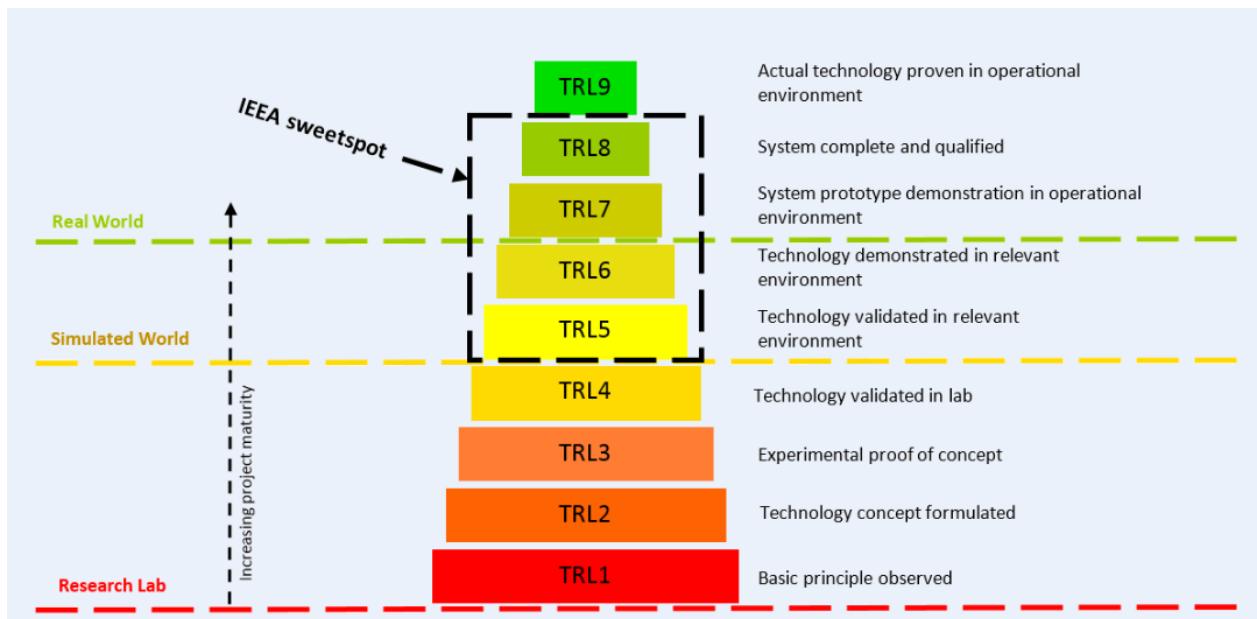 TRL9
Actual technology proven in operational
environment
IEEA sweetspot
TRL8
System complete and qualified
TRL7
System prototype demonstration in operational
environment
Real World
TRL6
Technology demonstrated in relevant
environment
TRL5
Technology validated in relevant
environment
Simulated World
TRL4
Technology validated in lab
Increasing project maturity
TRL3
Experimental proof of concept
TRL2
Technology concept formulated
TRL1
Basic principle observed
Research Lab